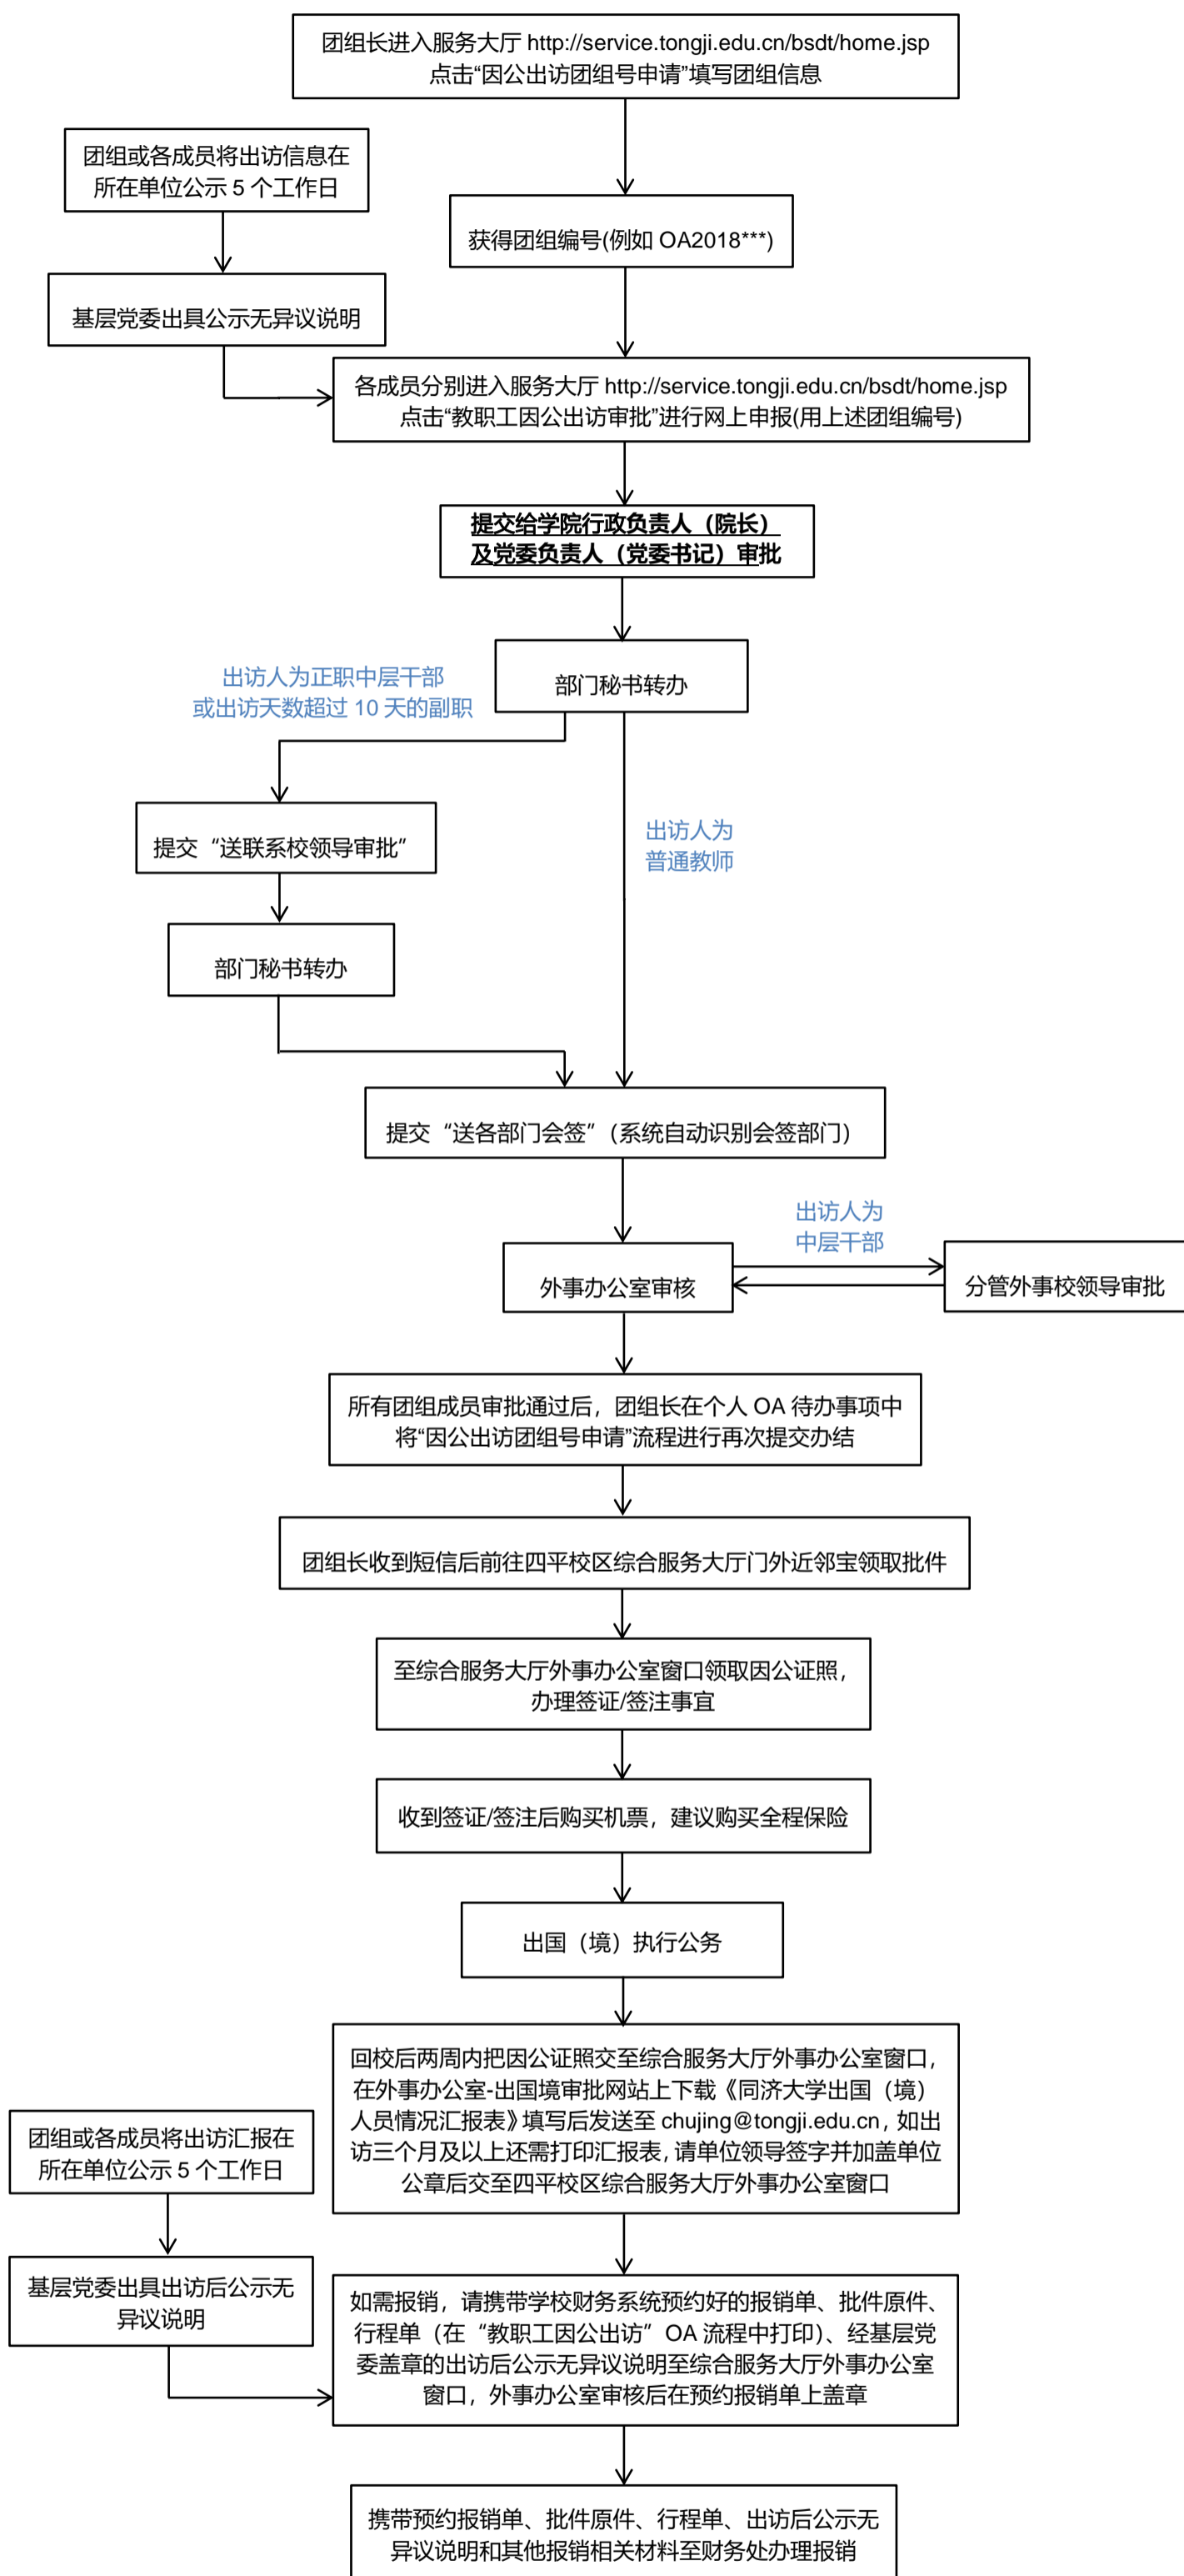 团组长进入服务大厅 http://service.tongji.edu.cn/bsdt/home.jsp
点击“因公出访团组号申请”填写团组信息
团组或各成员将出访信息在
所在单位公示 5 个工作日
获得团组编号(例如 OA2018***)
基层党委出具公示无异议说明
各成员分别进入服务大厅 http://service.tongji.edu.cn/bsdt/home.jsp
点击“教职工因公出访审批”进行网上申报(用上述团组编号)
提交给学院行政负责人（院长）
及党委负责人（党委书记）审批
部门秘书转办
出访人为正职中层干部
或出访天数超过 10 天的副职
提交“送联系校领导审批”
出访人为
普通教师
部门秘书转办
提交“送各部门会签”（系统自动识别会签部门）
出访人为
中层干部
外事办公室审核
分管外事校领导审批
所有团组成员审批通过后，团组长在个人 OA 待办事项中
将“因公出访团组号申请”流程进行再次提交办结
团组长收到短信后前往四平校区综合服务大厅门外近邻宝领取批件
至综合服务大厅外事办公室窗口领取因公证照，
办理签证/签注事宜
收到签证/签注后购买机票，建议购买全程保险
出国（境）执行公务
回校后两周内把因公证照交至综合服务大厅外事办公室窗口，
在外事办公室-出国境审批网站上下载《同济大学出国（境）
人员情况汇报表》填写后发送至 chujing@tongji.edu.cn，如出
访三个月及以上还需打印汇报表，请单位领导签字并加盖单位
公章后交至四平校区综合服务大厅外事办公室窗口
团组或各成员将出访汇报在
所在单位公示 5 个工作日
基层党委出具出访后公示无
异议说明
如需报销，请携带学校财务系统预约好的报销单、批件原件、
行程单（在“教职工因公出访”OA 流程中打印）、经基层党
委盖章的出访后公示无异议说明至综合服务大厅外事办公室
窗口，外事办公室审核后在预约报销单上盖章
携带预约报销单、批件原件、行程单、出访后公示无
异议说明和其他报销相关材料至财务处办理报销